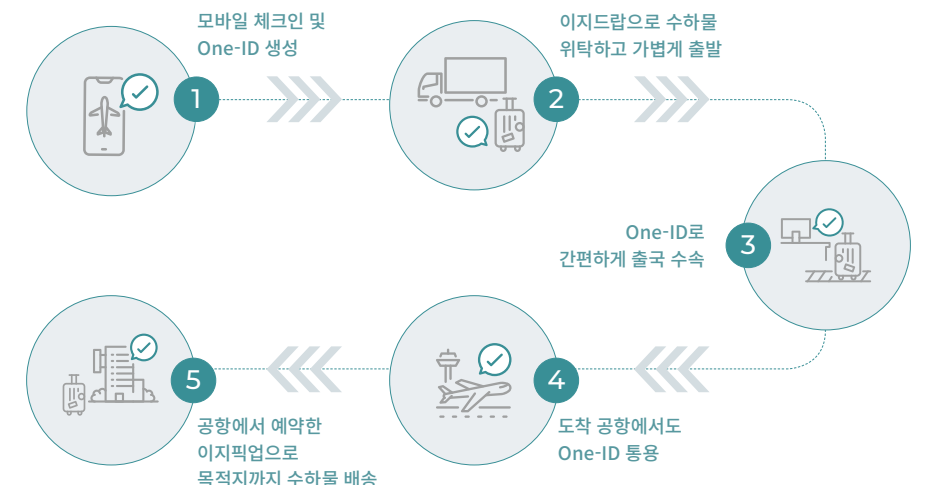 모바일 체크인 및
One-ID 생성
1
이지드랍으로 수하물
위탁하고 가볍게 출발
2
One-ID로
간편하게 출국 수속
3
도착 공항에서도
One-ID 통용
4
공항에서 예약한
이지픽업으로
목적지까지 수하물 배송
5